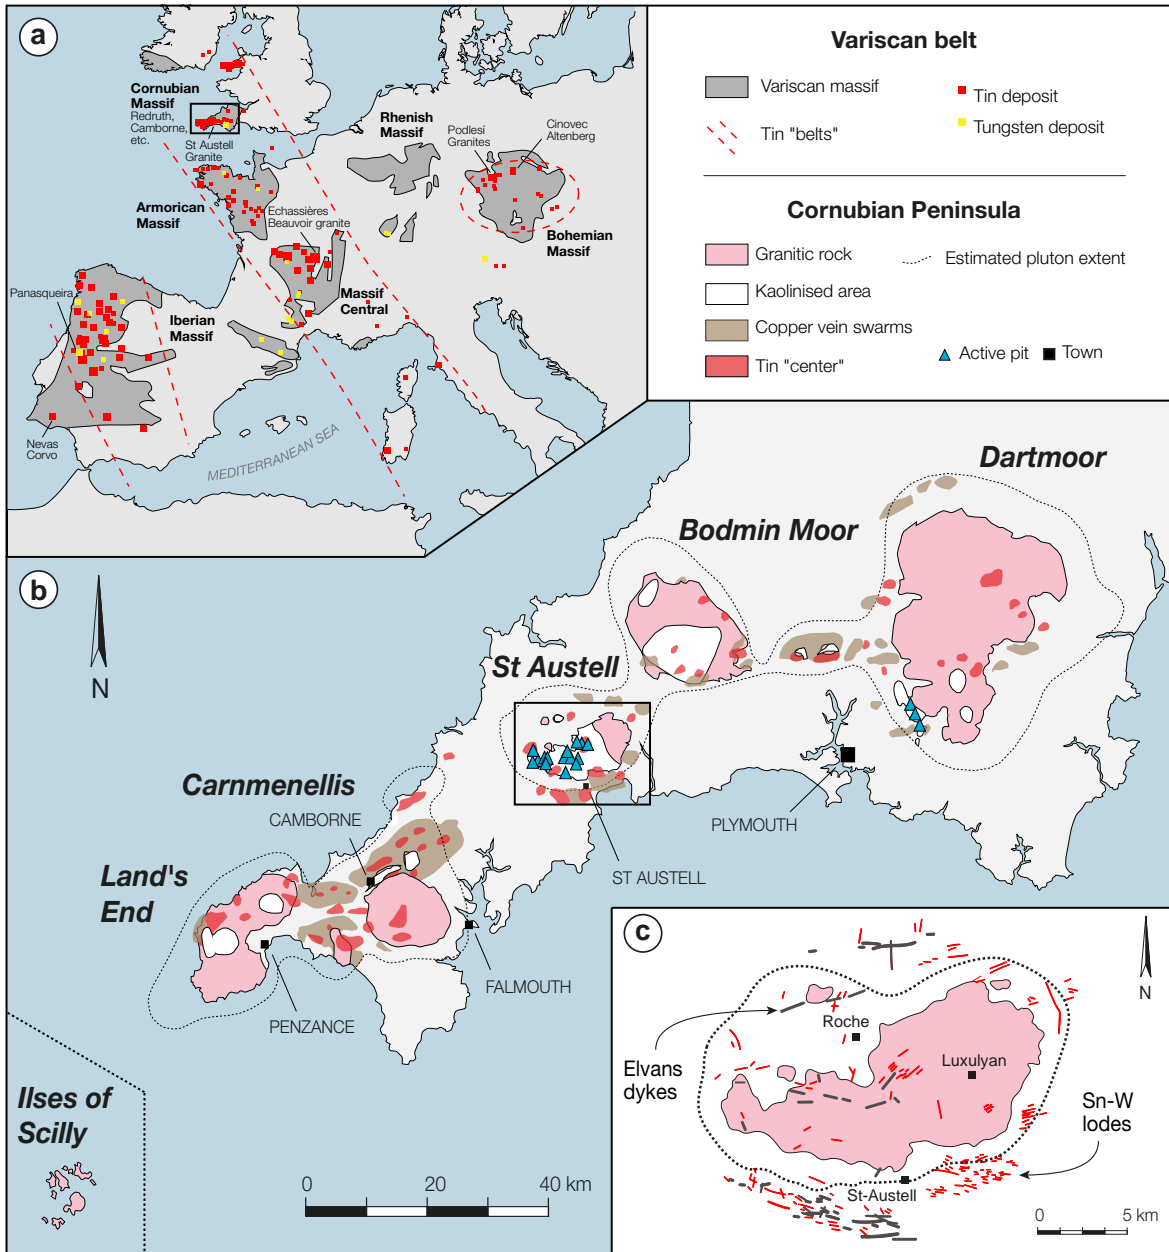 a
Cornubian
Massif
Redruth,
Camborne,
etc.
St Austell
Granite
Rhenish
Massif
Podlesí
Granites
Cinovec
Altenberg
Armorican
Massif
Echassières
Beauvoir granite
Bohemian
Massif
Panasqueira
Iberian
Massif
Massif
Central
Nevas
Corvo
MEDITERRANEAN SEA
Variscan belt
Variscan massif
Tin deposit
Tin "belts"
Tungsten deposit
Cornubian Peninsula
Granitic rock
Estimated pluton extent
Kaolinised area
Copper vein swarms
Tin "center"
Active pit
Town
b
N
Dartmoor
Bodmin Moor
St Austell
Carnmenellis
CAMBORNE
PLYMOUTH
ST AUSTELL
Land's
End
FALMOUTH
PENZANCE
Ilses of
Scilly
0
20
40 km
c
N
Roche
Luxulyan
Elvans
dykes
Sn-W
lodes
St-Austell
0
5 km